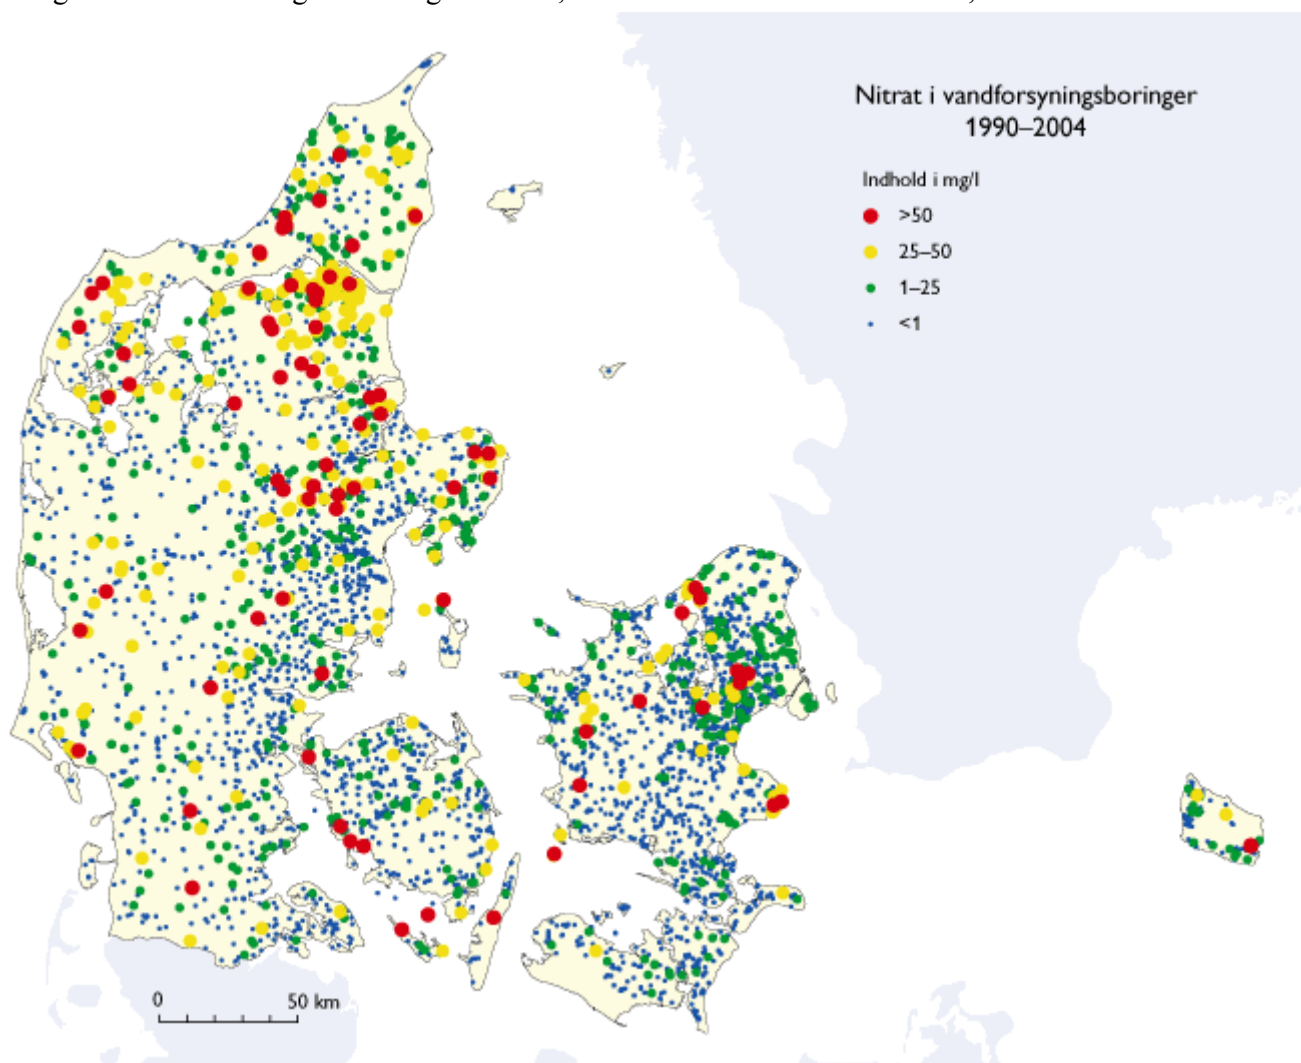 Nitrat i vandforsyningsboringer
1990–2004
Indhold i mg/l
>50
25–50
1–25
<1
0 50 km